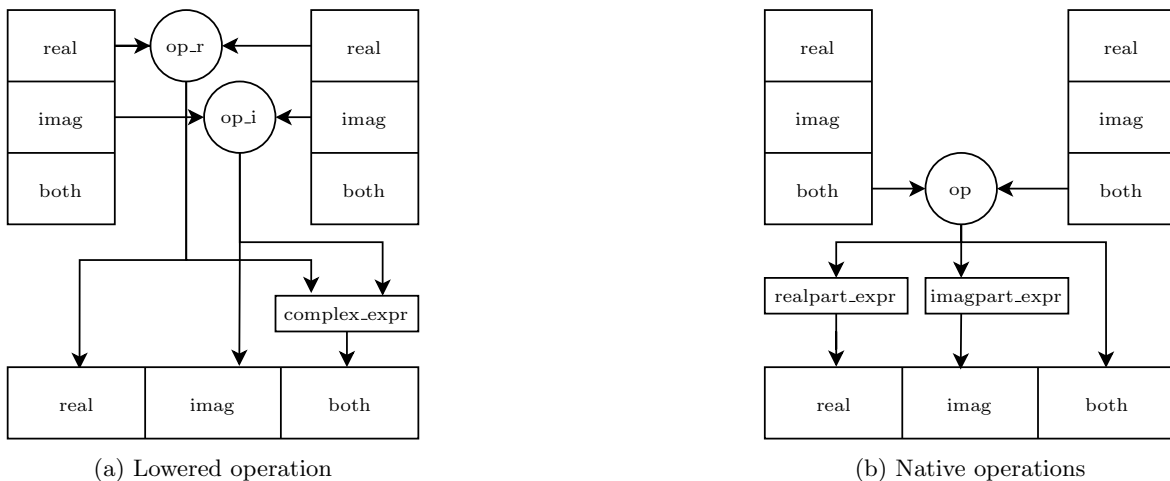 real
op_r
real
imag
op_i
imag
both
both
complex_expr
real
imag
both
(a) Lowered operation
real
real
imag
imag
both
op
both
realpart_expr
imagpart_expr
real
imag
both
(b) Native operations